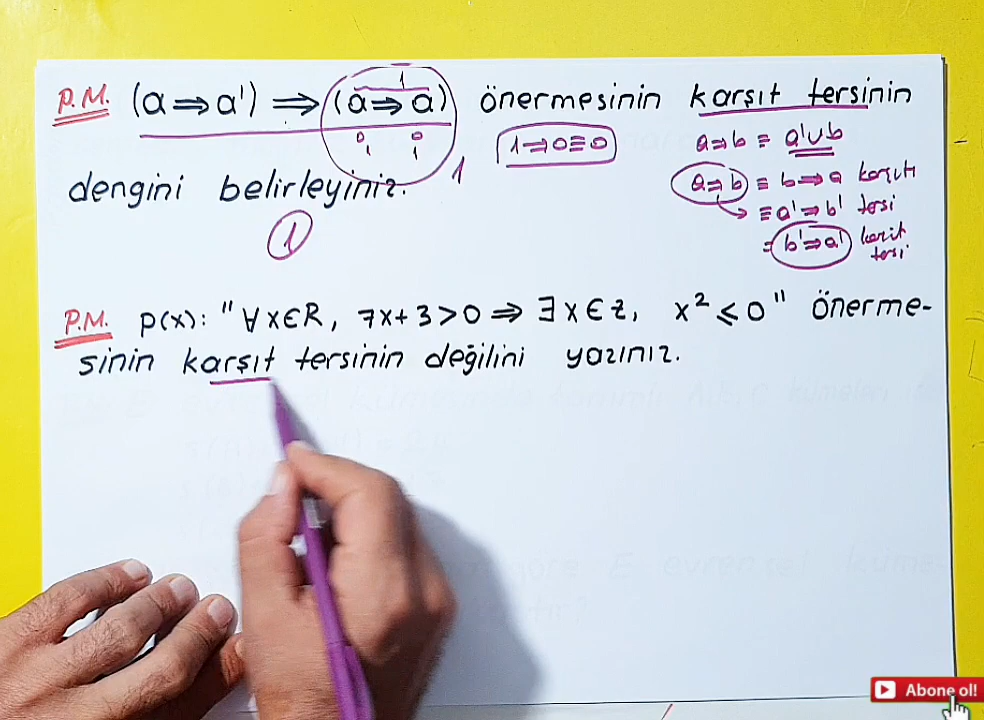 P.M. (a ⇒ a') ⇒ (a ⇒ a) önermesinin karşıt tersinin
1
0 0
1 1
1
1 ⇒ 0 ≡ 0
a ⇒ b ≡ a'∪b
dengini belirleyiniz.
a ⇒ b ≡ b ⇒ a karşıtı
≡ a' ⇒ b' tersi
≡ b' ⇒ a' karşıt
tersi
1
P.M. p(x): "∀x∈R, 7x+3>0 ⇒ ∃x∈z, x² ⩽ 0" önerme-
sinin karşıt tersinin değilini yazınız.
Abone ol!